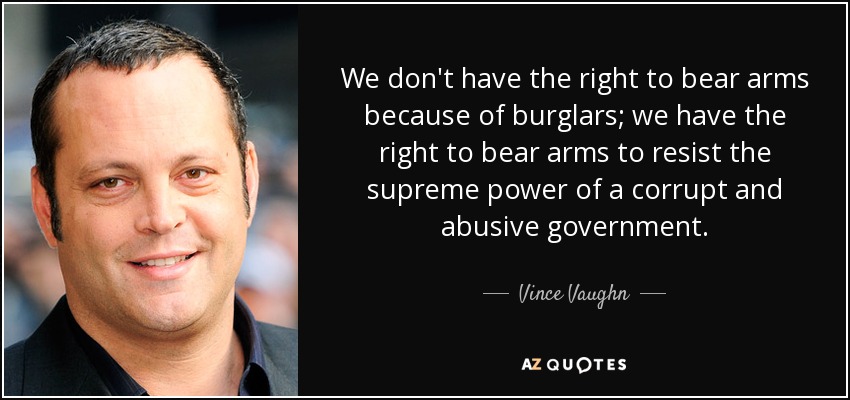 We don't have the right to bear arms
because of burglars; we have the
right to bear arms to resist the
supreme power of a corrupt and
abusive government.
Vince Vaughn
AZ QUOTES